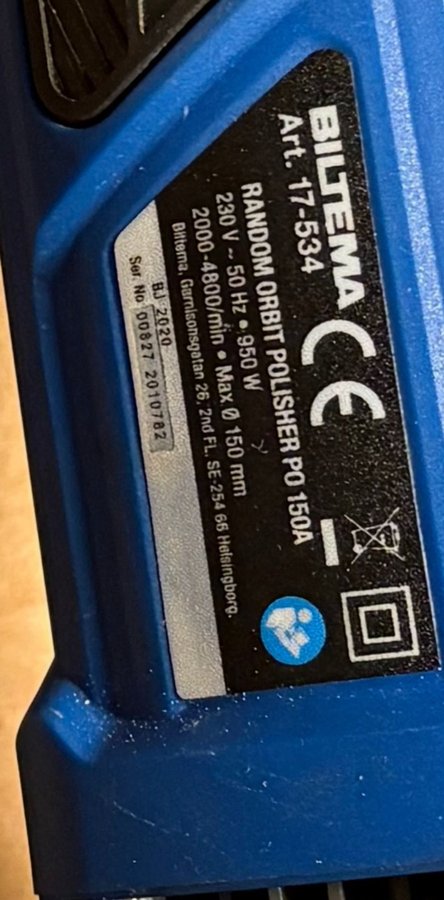 BILTEMA
Art. 17-534
CE
RANDOM ORBIT POLISHER PO 150A
230 V ~ 50 Hz • 950 W
2000-4800/min • Max Ø 150 mm
Biltema, Garnisonsgatan 26, 2nd FL. SE-254 66 Helsingborg.
BJ 2020
Ser. No 00827 2010782